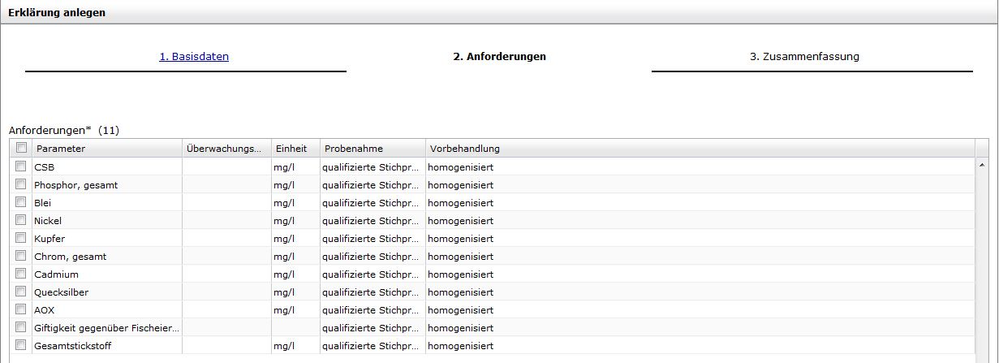 Erklärung anlegen
1. Basisdaten 2. Anforderungen 3. Zusammenfassung
Anforderungen* (11)
Parameter Überwachungs... Einheit Probenahme Vorbehandlung
CSB mg/l qualifizierte Stichpr... homogenisiert
Phosphor, gesamt mg/l qualifizierte Stichpr... homogenisiert
Blei mg/l qualifizierte Stichpr... homogenisiert
Nickel mg/l qualifizierte Stichpr... homogenisiert
Kupfer mg/l qualifizierte Stichpr... homogenisiert
Chrom, gesamt mg/l qualifizierte Stichpr... homogenisiert
Cadmium mg/l qualifizierte Stichpr... homogenisiert
Quecksilber mg/l qualifizierte Stichpr... homogenisiert
AOX mg/l qualifizierte Stichpr... homogenisiert
Giftigkeit gegenüber Fischeier... qualifizierte Stichpr... homogenisiert
Gesamtstickstoff mg/l qualifizierte Stichpr... homogenisiert